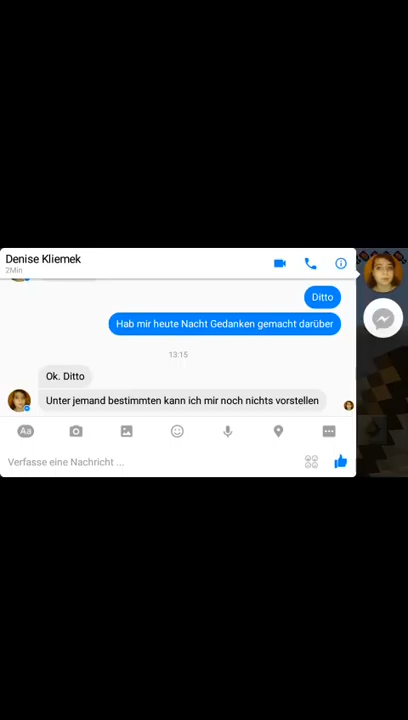 Denise Kliemek
2Min
Ditto
Hab mir heute Nacht Gedanken gemacht darüber
13:15
Ok. Ditto
Unter jemand bestimmten kann ich mir noch nichts vorstellen
Aa
Verfasse eine Nachricht ...